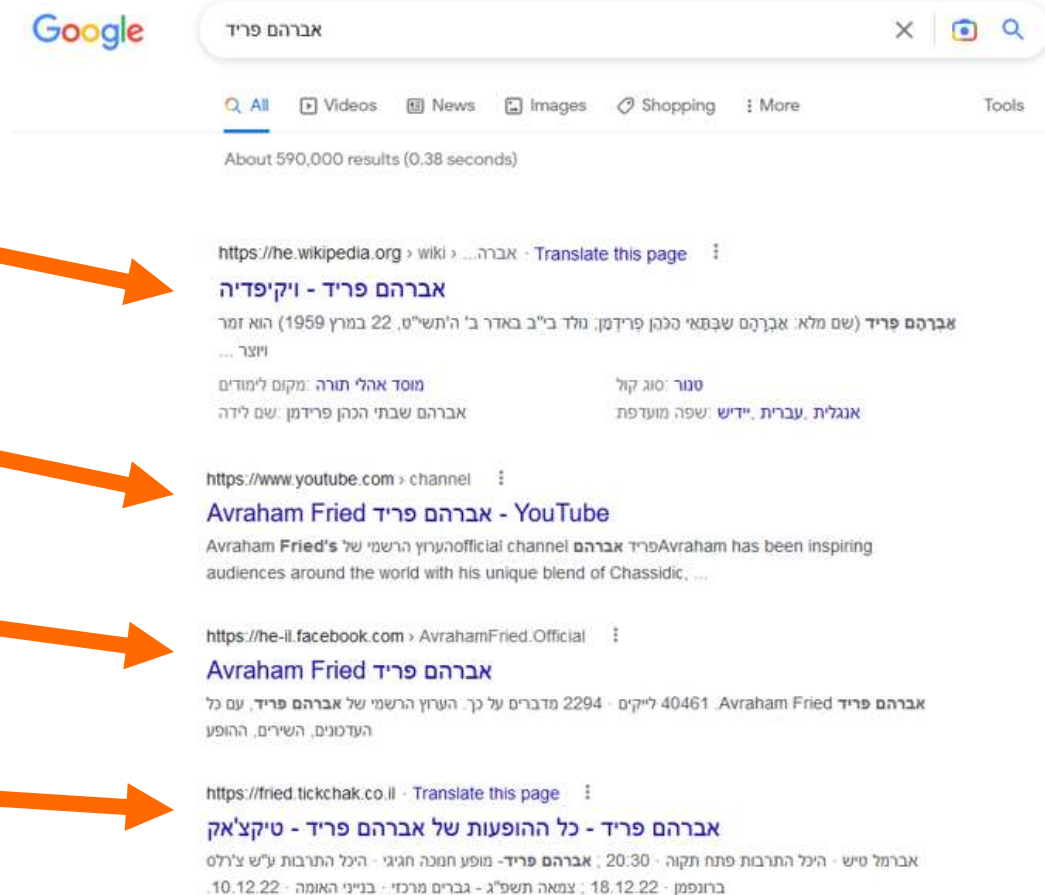 Google
אברהם פריד
All Videos News Images Shopping More Tools
About 590,000 results (0.38 seconds)
https://he.wikipedia.org › wiki › ...אברה · Translate this page
אברהם פריד - ויקיפדיה
אַבְרָהָם פְרִיד (שם מלא: אַבְרָהָם שַבְּתַאי הַכֹּהֵן פְרִידְמַן; נולד בי"ב באדר ב' ה'תשי"ט, 22 במרץ 1959) הוא זמר
ויוצר ...
סוג קול: טנור
מקום לימודים: מוסד אהלי תורה
שפה מועדפת: אנגלית, עברית, יידיש
שם לידה: אברהם שבתי הכהן פרידמן
https://www.youtube.com › channel
Avraham Fried אברהם פריד - YouTube
Avraham Fried's הערוץ הרשמי של official channel אברהם פריד Avraham has been inspiring
audiences around the world with his unique blend of Chassidic, ...
https://he-il.facebook.com › AvrahamFried.Official
Avraham Fried אברהם פריד
אברהם פריד Avraham Fried. 40461 לייקים · 2294 מדברים על כך. הערוץ הרשמי של אברהם פריד, עם כל
העדכונים, השירים, ההופע
https://fried.tickchak.co.il · Translate this page
אברהם פריד - כל ההופעות של אברהם פריד - טיקצ'אק
אברמל טיש · היכל התרבות פתח תקוה · 20:30 ; אברהם פריד- מופע חנוכה חגיגי · היכל התרבות ע"ש צ'רלס
ברונפמן · 18.12.22 ; צמאה תשפ"ג - גברים מרכזי · בנייני האומה · 10.12.22.